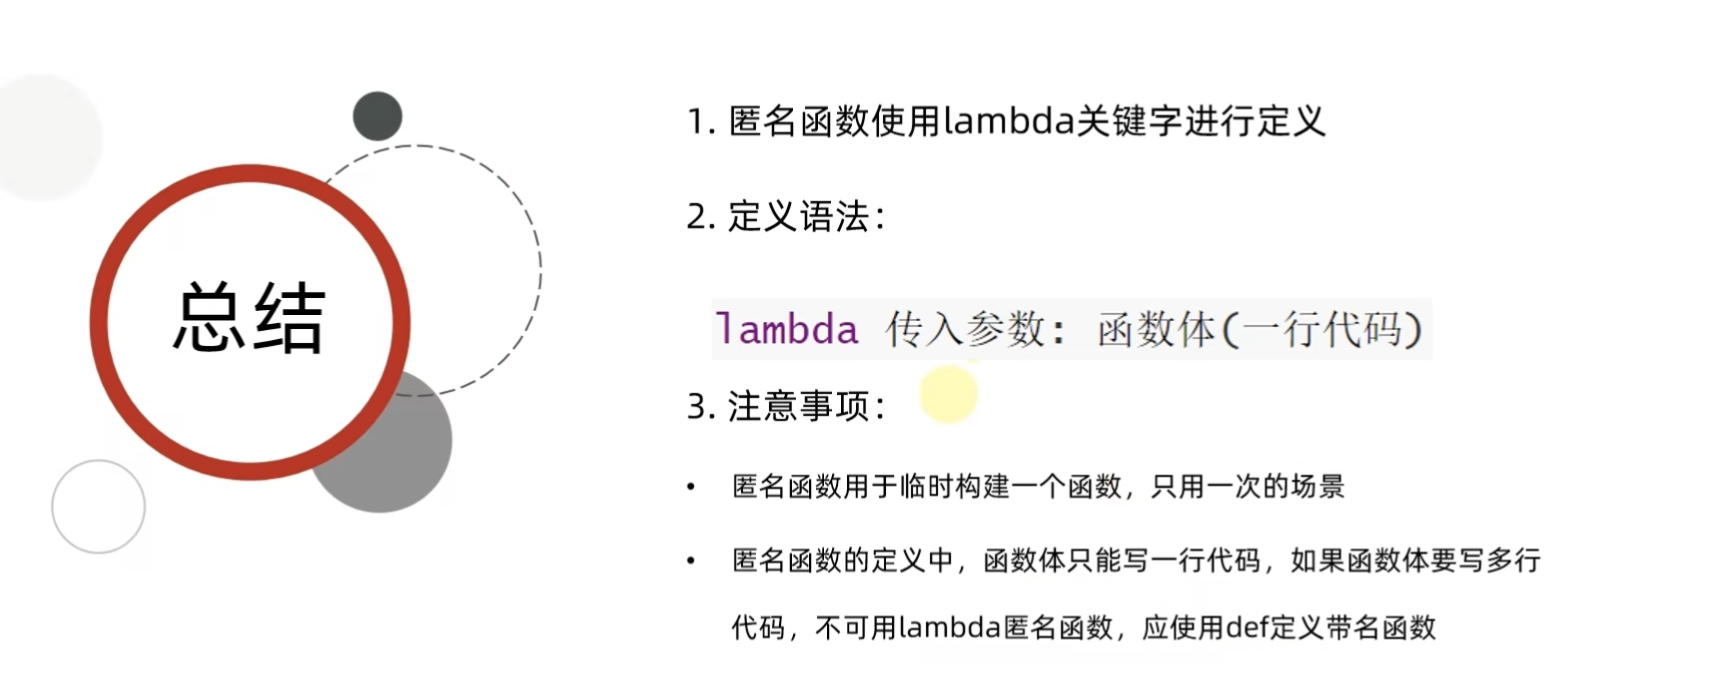 总结
1. 匿名函数使用lambda关键字进行定义
2. 定义语法：
lambda 传入参数: 函数体(一行代码)
3. 注意事项：
• 匿名函数用于临时构建一个函数，只用一次的场景
• 匿名函数的定义中，函数体只能写一行代码，如果函数体要写多行
代码，不可用lambda匿名函数，应使用def定义带名函数